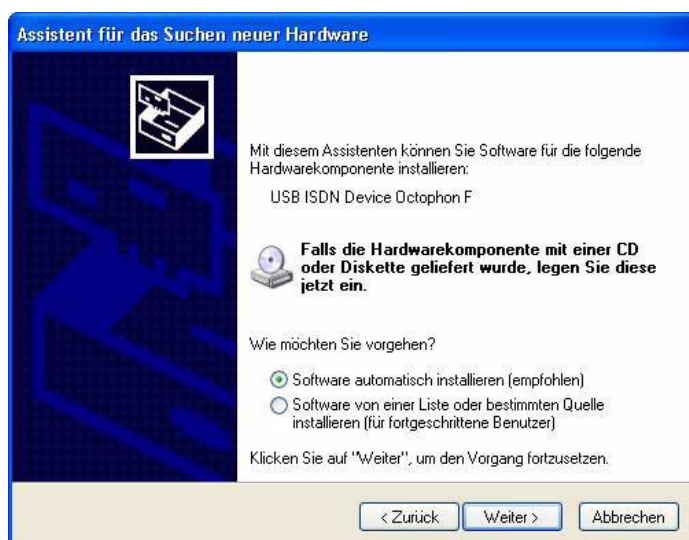 Assistent für das Suchen neuer Hardware
Mit diesem Assistenten können Sie Software für die folgende
Hardwarekomponente installieren:
USB ISDN Device Octophon F
Falls die Hardwarekomponente mit einer CD
oder Diskette geliefert wurde, legen Sie diese
jetzt ein.
Wie möchten Sie vorgehen?
Software automatisch installieren (empfohlen)
Software von einer Liste oder bestimmten Quelle
installieren (für fortgeschrittene Benutzer)
Klicken Sie auf "Weiter", um den Vorgang fortzusetzen.
< Zurück Weiter > Abbrechen